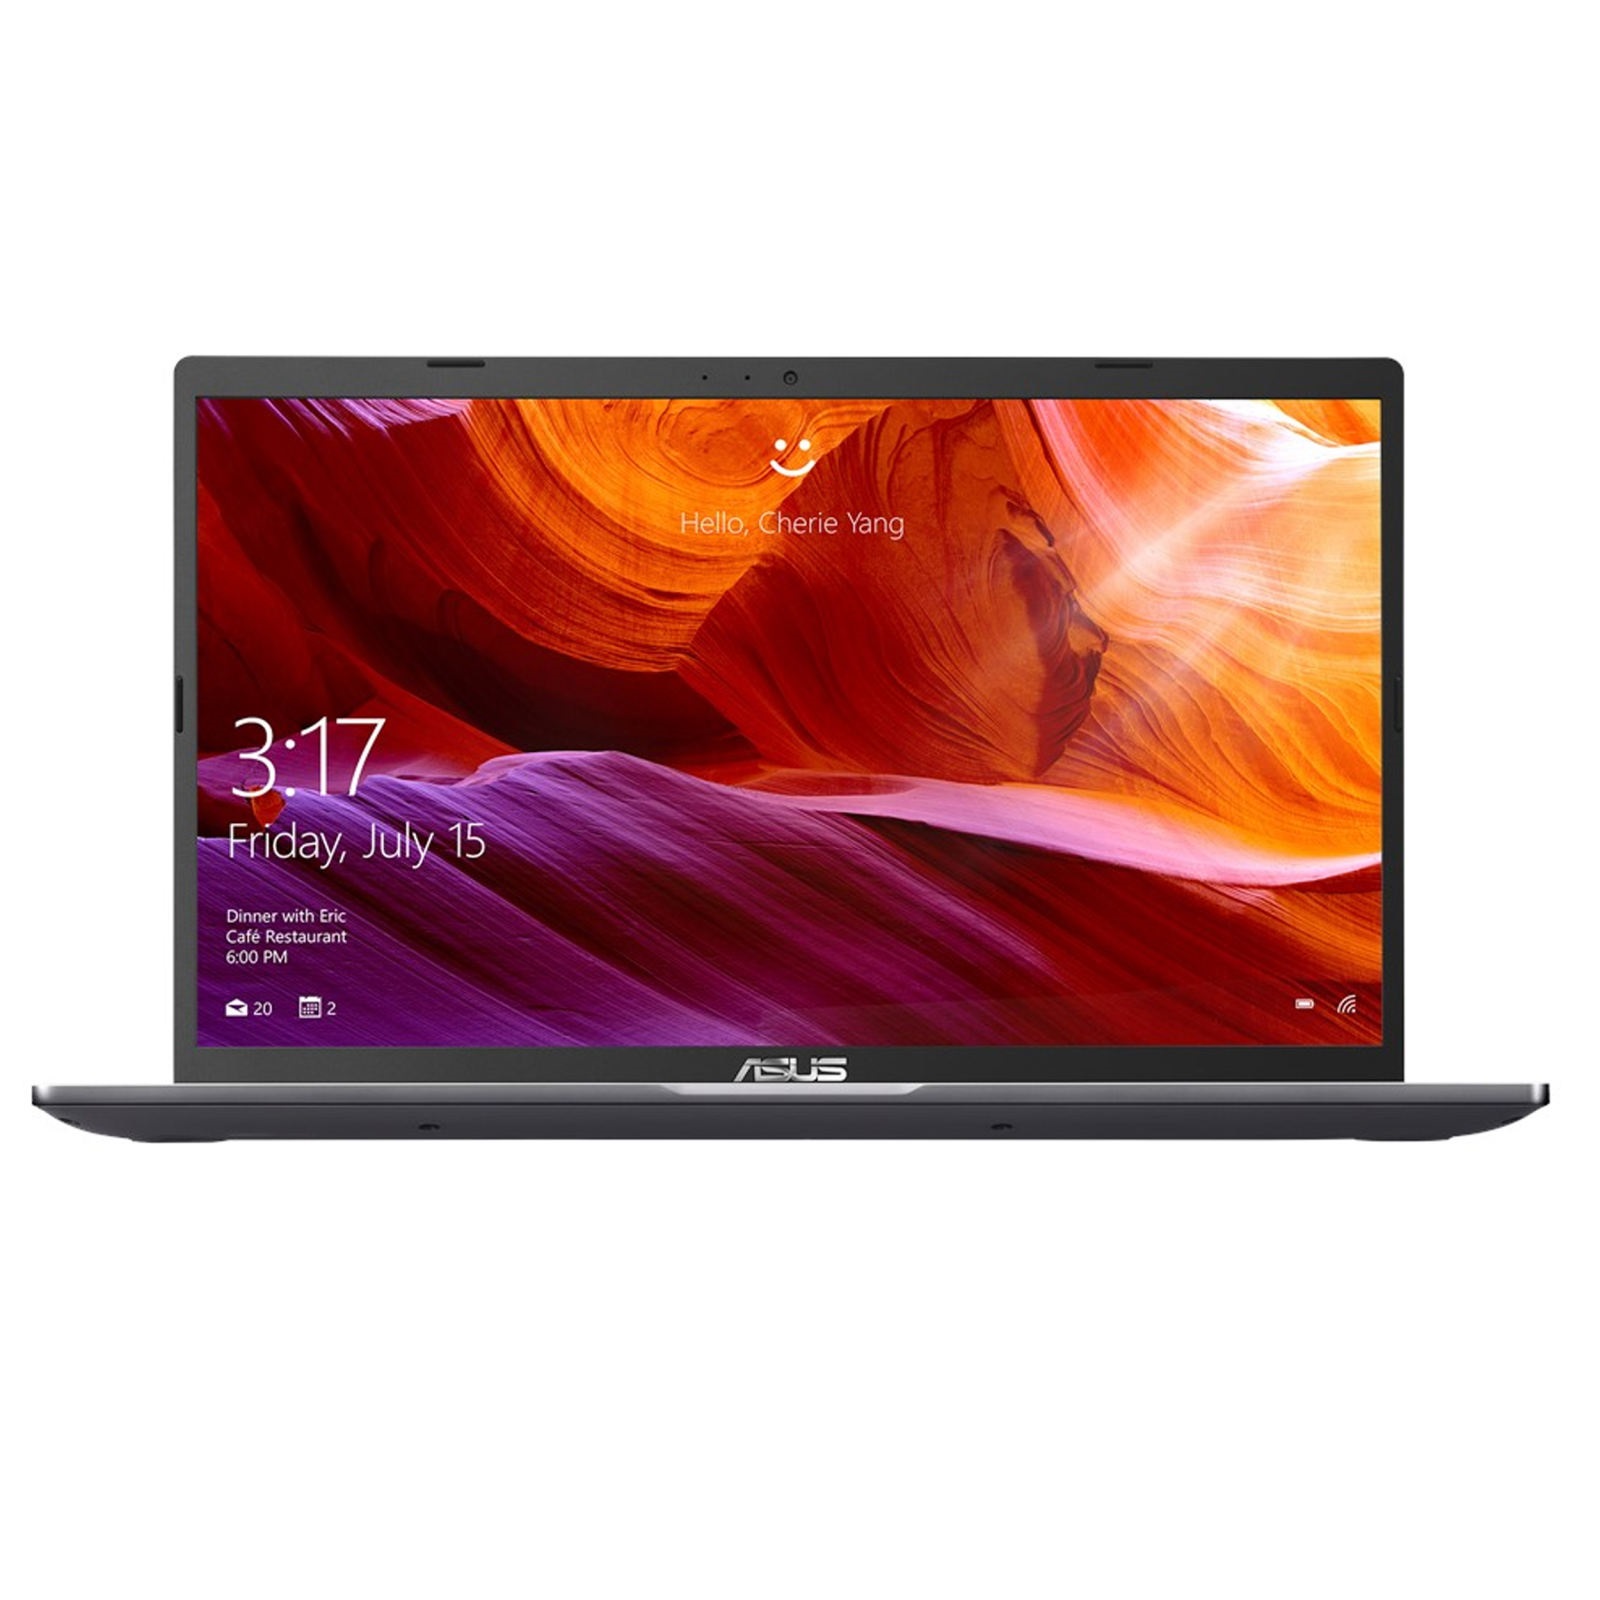 Hello, Cherie Yang
3:17
Friday, July 15
Dinner with Eric
Café Restaurant
6:00 PM
20 2
ASUS